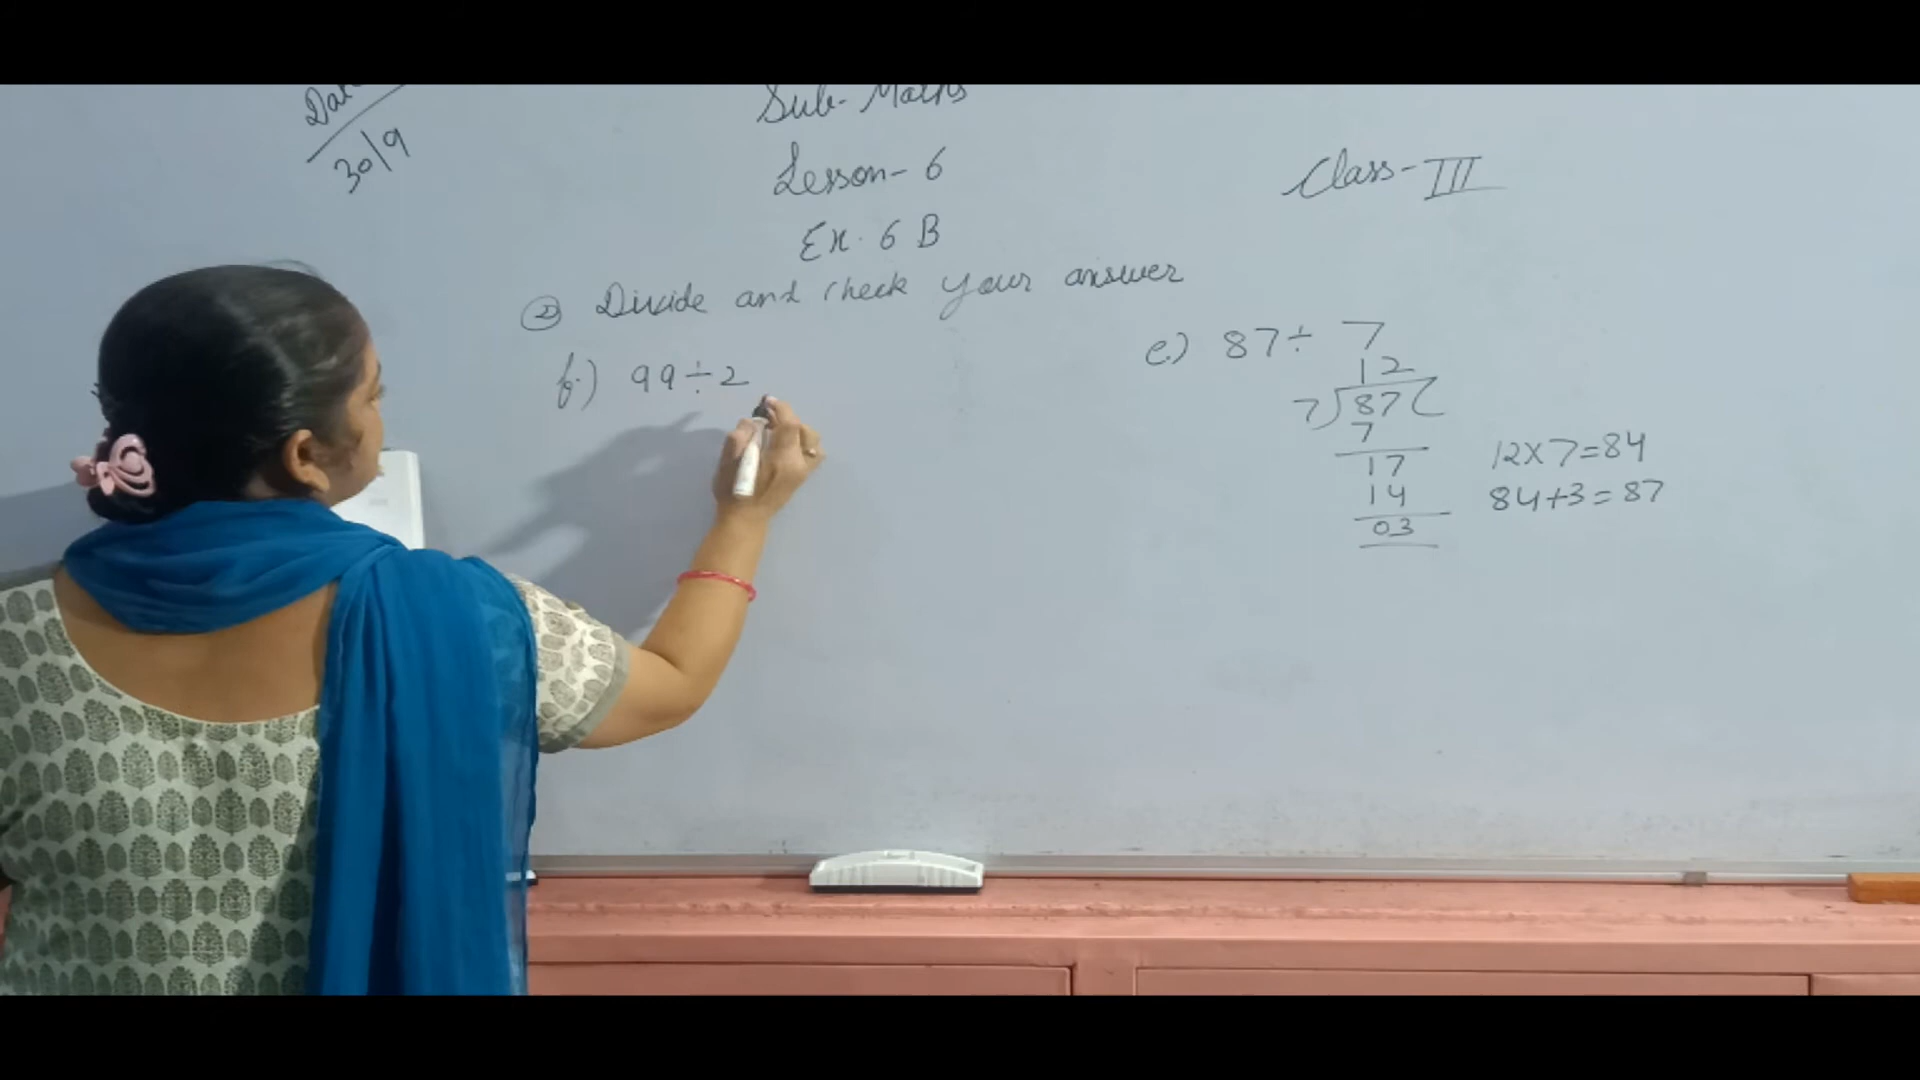 Date
30/9
Sub- Maths
Lesson- 6
Ex. 6 B
Class- III
② Divide and check your answer
f.) 99÷2
e.) 87÷ 7
12
7)87(
7
17
14
03
12x7=84
84+3=87